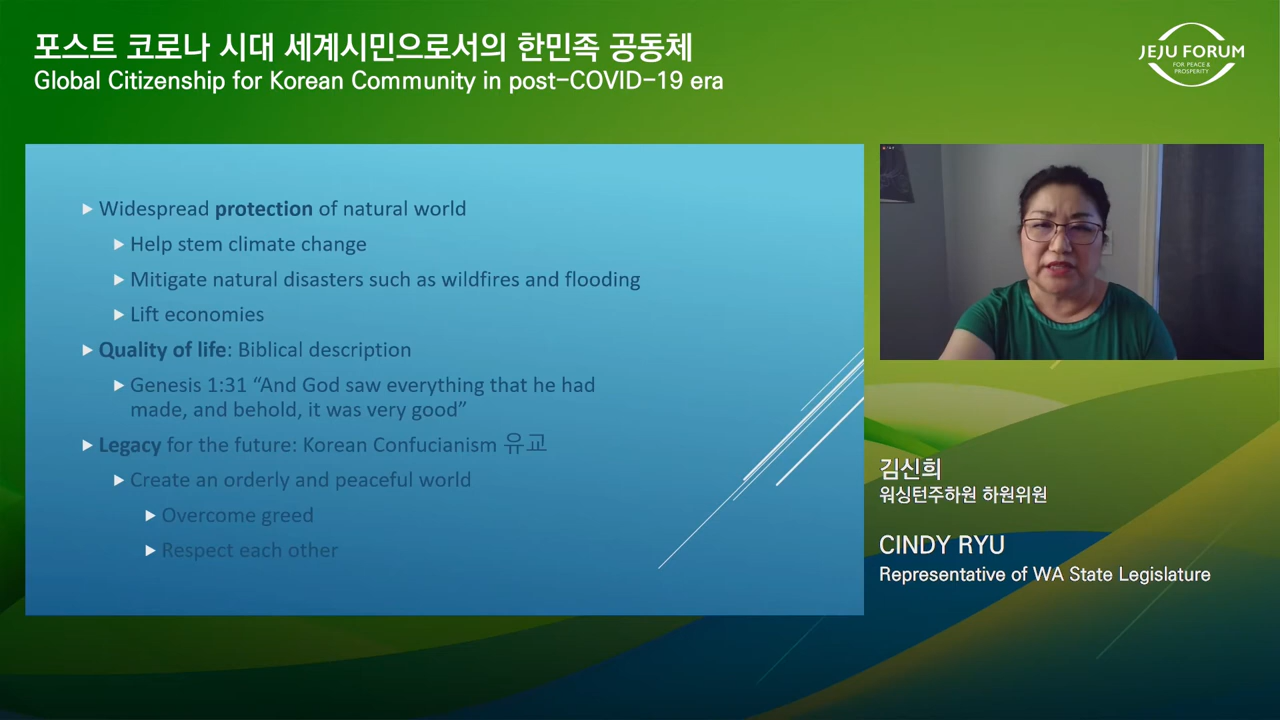 포스트 코로나 시대 세계시민으로서의 한민족 공동체
Global Citizenship for Korean Community in post-COVID-19 era
JEJU FORUM
FOR PEACE &
PROSPERITY
Widespread protection of natural world
Help stem climate change
Mitigate natural disasters such as wildfires and flooding
Lift economies
Quality of life: Biblical description
Genesis 1:31 “And God saw everything that he had
made, and behold, it was very good”
Legacy for the future: Korean Confucianism 유교
Create an orderly and peaceful world
Overcome greed
Respect each other
김신희
워싱턴주하원 하원위원
CINDY RYU
Representative of WA State Legislature